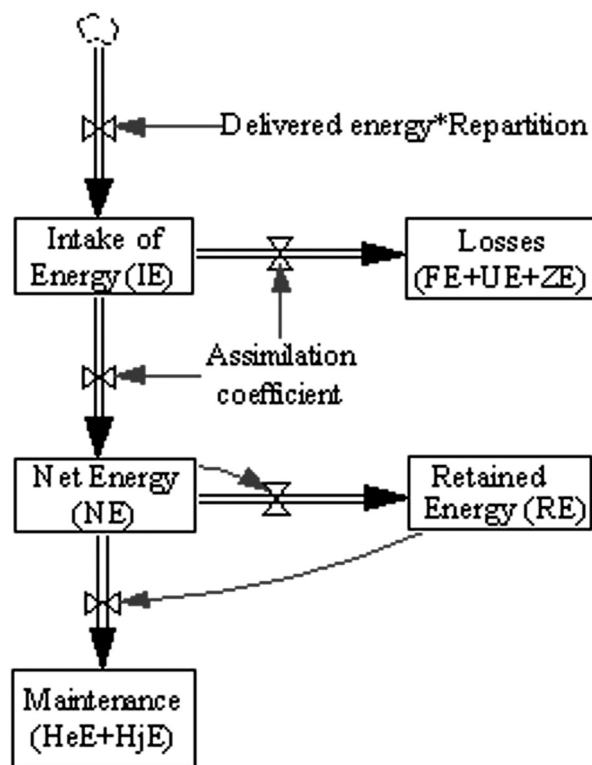 Delivered energy*Repartition
Intake of
Energy (IE)
Losses
(FE+UE+ZE)
Assimilation
coefficient
Net Energy
(NE)
Retained
Energy (RE)
Maintenance
(HeE+HjE)